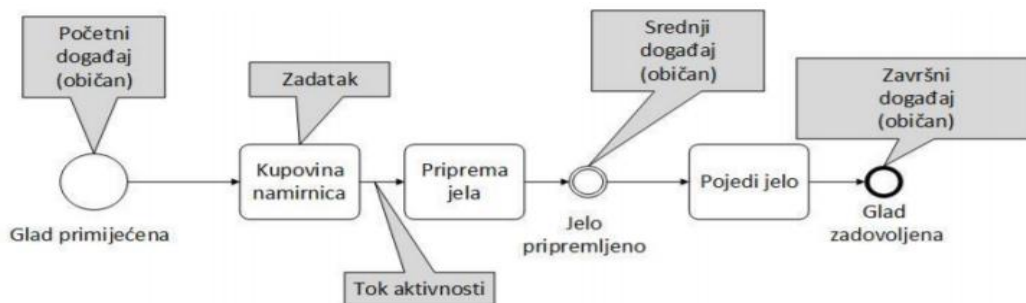 Početni
događaj
(običan)
Zadatak
Srednji
događaj
(običan)
Završni
događaj
(običan)
Kupovina
namirnica
Priprema
jela
Pojedi jelo
Glad primijećena
Jelo
pripremljeno
Glad
zadovoljena
Tok aktivnosti